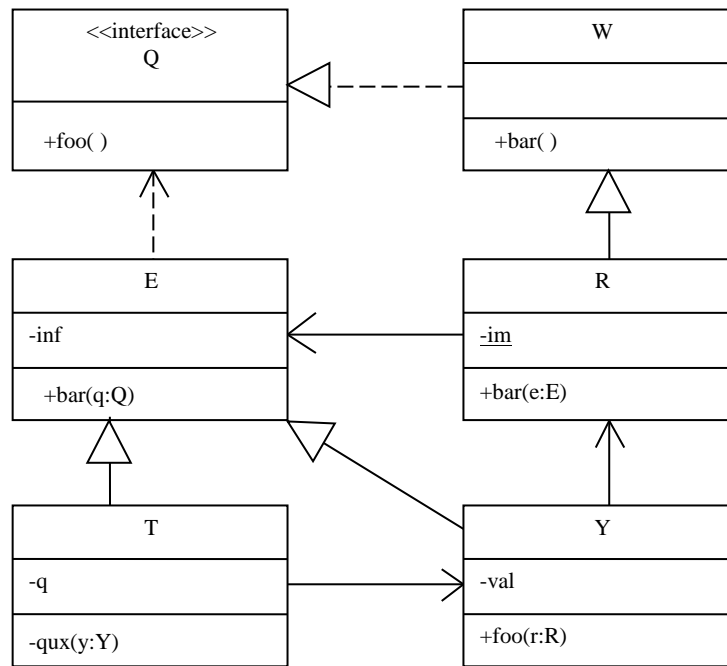 <<interface>>
Q
+foo( )
W
+bar( )
E
-inf
+bar(q:Q)
R
-im
+bar(e:E)
T
-q
-qux(y:Y)
Y
-val
+foo(r:R)